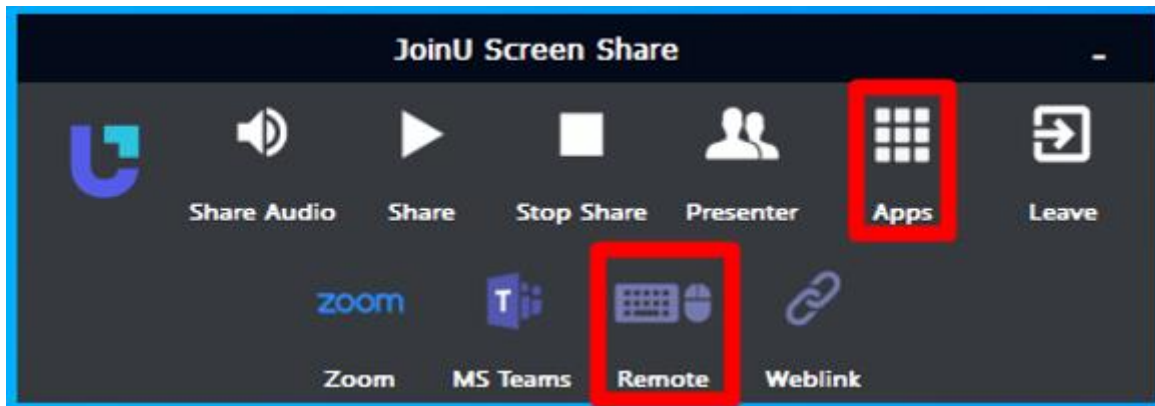 JoinU Screen Share
Share Audio Share Stop Share Presenter Apps Leave
zoom T
Zoom MS Teams Remote Weblink